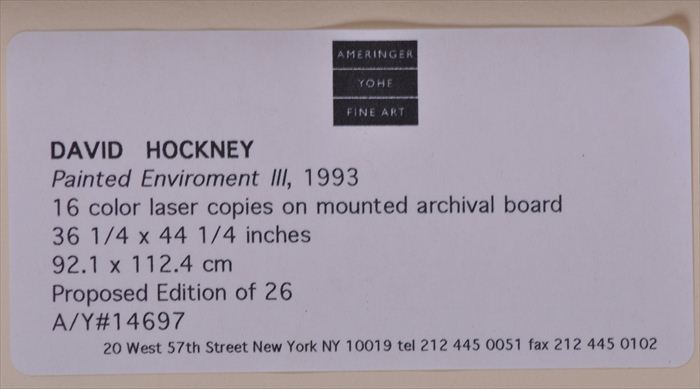 AMERINGER
YOHE
FINE ART
DAVID HOCKNEY
Painted Enviroment III, 1993
16 color laser copies on mounted archival board
36 1/4 x 44 1/4 inches
92.1 x 112.4 cm
Proposed Edition of 26
A/Y#14697
20 West 57th Street New York NY 10019 tel 212 445 0051 fax 212 445 0102